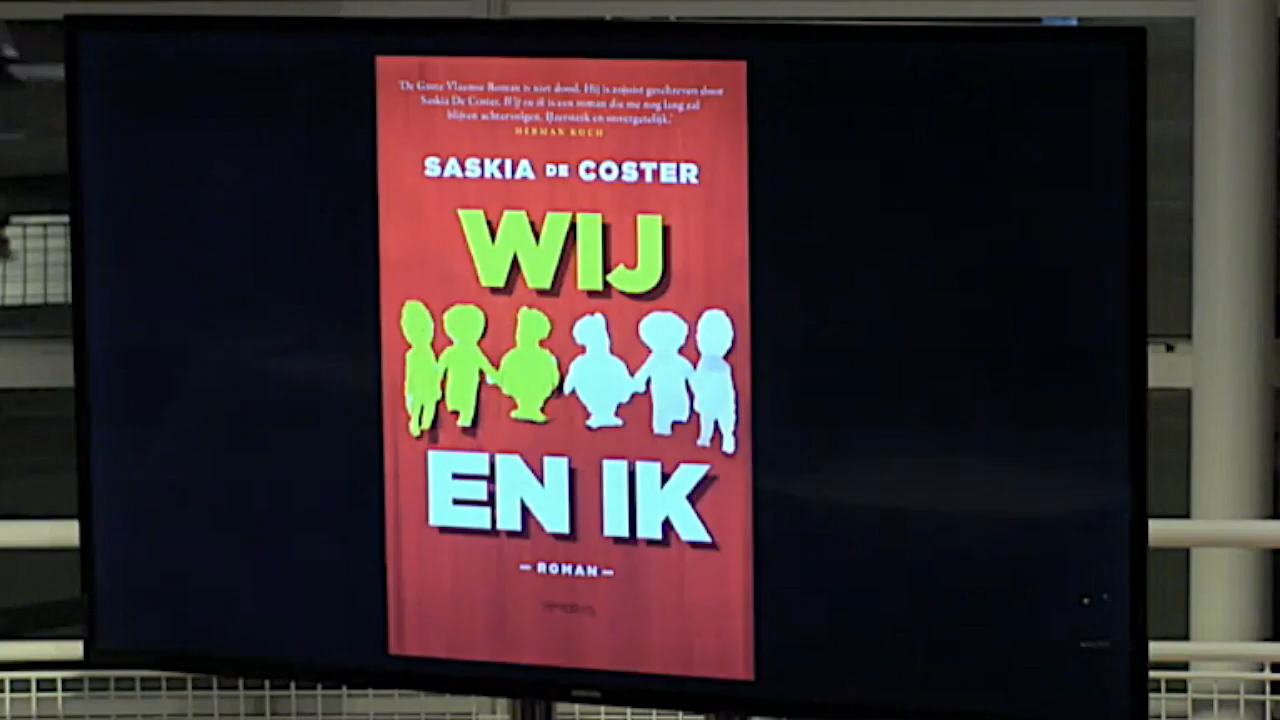 'De Grote Vlaamse Roman is niet dood. Hij is zojuist geschreven door
Saskia De Coster. Wij en ik is een roman die me nog lang zal
blijven achtervolgen. IJzersterk en onvergetelijk.'
HERMAN KOCH
SASKIA DE COSTER
WIJ
EN IK
— ROMAN —